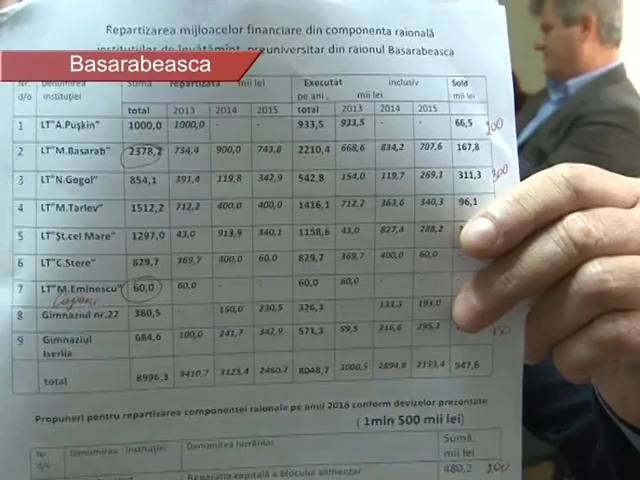 Repartizarea mijloacelor financiare din componenta raională
instituțiilor de învățămînt preuniversitar din raionul Basarabeasca
Basarabeasca
Nr. Denumirea Suma repartizată mii lei Executat inclusiv Sold
d/o instituției pe ani, mii lei mii lei
total 2013 2014 2015 total 2013 2014 2015
1 LT"A.Pușkin" 1000,0 1000,0 - - 933,5 933,5 - - 66,5
2 LT"M.Basarab" 2378,2 734,4 900,0 743,8 2210,4 668,6 834,2 707,6 167,8
3 LT"N.Gogol" 854,1 391,4 119,8 342,9 542,8 154,0 119,7 269,1 311,3
4 LT"M.Tarlev" 1512,2 712,2 400,0 400,0 1416,1 712,2 363,6 340,3 96,1
5 LT"Șt.cel Mare" 1297,0 43,0 913,9 340,1 1158,6 43,0 827,4 288,2
6 LT"C.Stere" 829,7 369,7 400,0 60,0 829,7 369,7 400,0 60,0
7 LT"M.Eminescu" 60,0 60,0 - - 60,0 60,0 - -
8 Gimnaziul nr.22 380,5 - 150,0 230,5 326,3 - 133,3 193,0
9 Gimnaziul 684,6 100,0 241,7 342,9 571,3 59,5 216,6 295,2
Iserlia
total 8996,3 3410,7 3125,4 2460,2 8048,7 3000,5 2894,8 2153,4 947,6
Propuneri pentru repartizarea componentei raionale pe anul 2016 conform devizelor prezentate
( 1mln 500 mii lei)
Nr. Denumirea instituției Denumirea lucrărilor Suma,
d/o mii lei
Reparația capitală a blocului alimentar 480,2 200